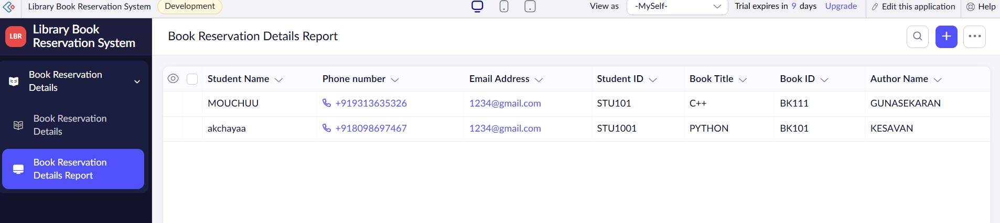 Library Book Reservation System Development View as -MySelf- Trial expires in 9 days Upgrade Edit this application Help
LBR
Library Book
Reservation System
Book Reservation Details Report
Book Reservation
Details
Book Reservation
Details
Book Reservation
Details Report
Student Name Phone number Email Address Student ID Book Title Book ID Author Name
MOUCHUU +919313635326 1234@gmail.com STU101 C++ BK111 GUNASEKARAN
akchayaa +918098697467 1234@gmail.com STU1001 PYTHON BK101 KESAVAN